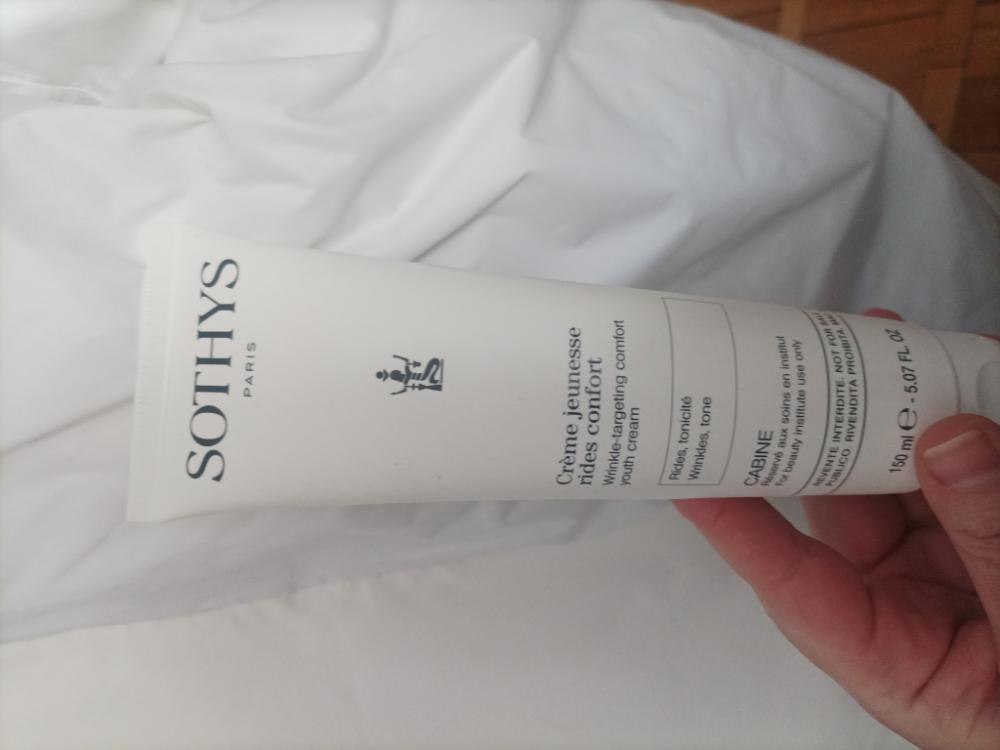 SOTHYS
PARIS
Crème jeunesse
rides confort
Wrinkle-targeting comfort
youth cream
Rides, tonicité
Wrinkles, tone
CABINE
Réservé aux soins en institut
For beauty institute use only
REVENTE INTERDITE. NOT FOR
PUBLICO. RIVENDITA PROIBITA
150 ml e - 5.07 FL. OZ